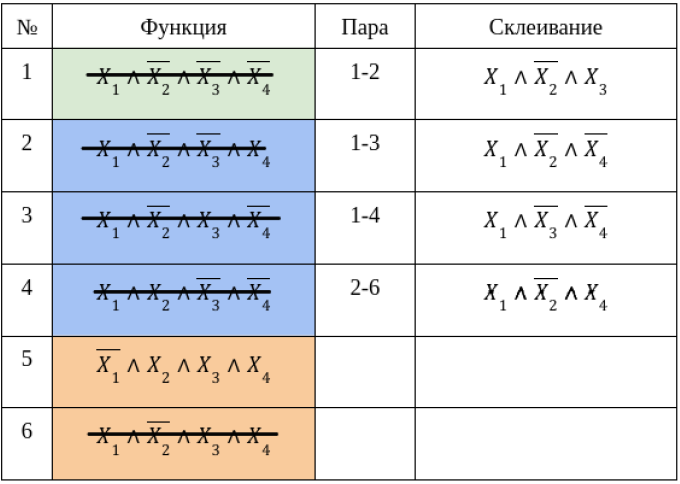 № Функция Пара Склеивание
1 X₁ ∧ X̅₂ ∧ X̅₃ ∧ X̅₄ 1-2 X₁ ∧ X̅₂ ∧ X₃
2 X₁ ∧ X̅₂ ∧ X̅₃ ∧ X₄ 1-3 X₁ ∧ X̅₂ ∧ X̅₄
3 X₁ ∧ X̅₂ ∧ X₃ ∧ X̅₄ 1-4 X₁ ∧ X̅₃ ∧ X̅₄
4 X₁ ∧ X₂ ∧ X̅₃ ∧ X̅₄ 2-6 X₁ ∧ X̅₂ ∧ X₄
5 X̅₁ ∧ X₂ ∧ X₃ ∧ X₄
6 X₁ ∧ X̅₂ ∧ X₃ ∧ X₄